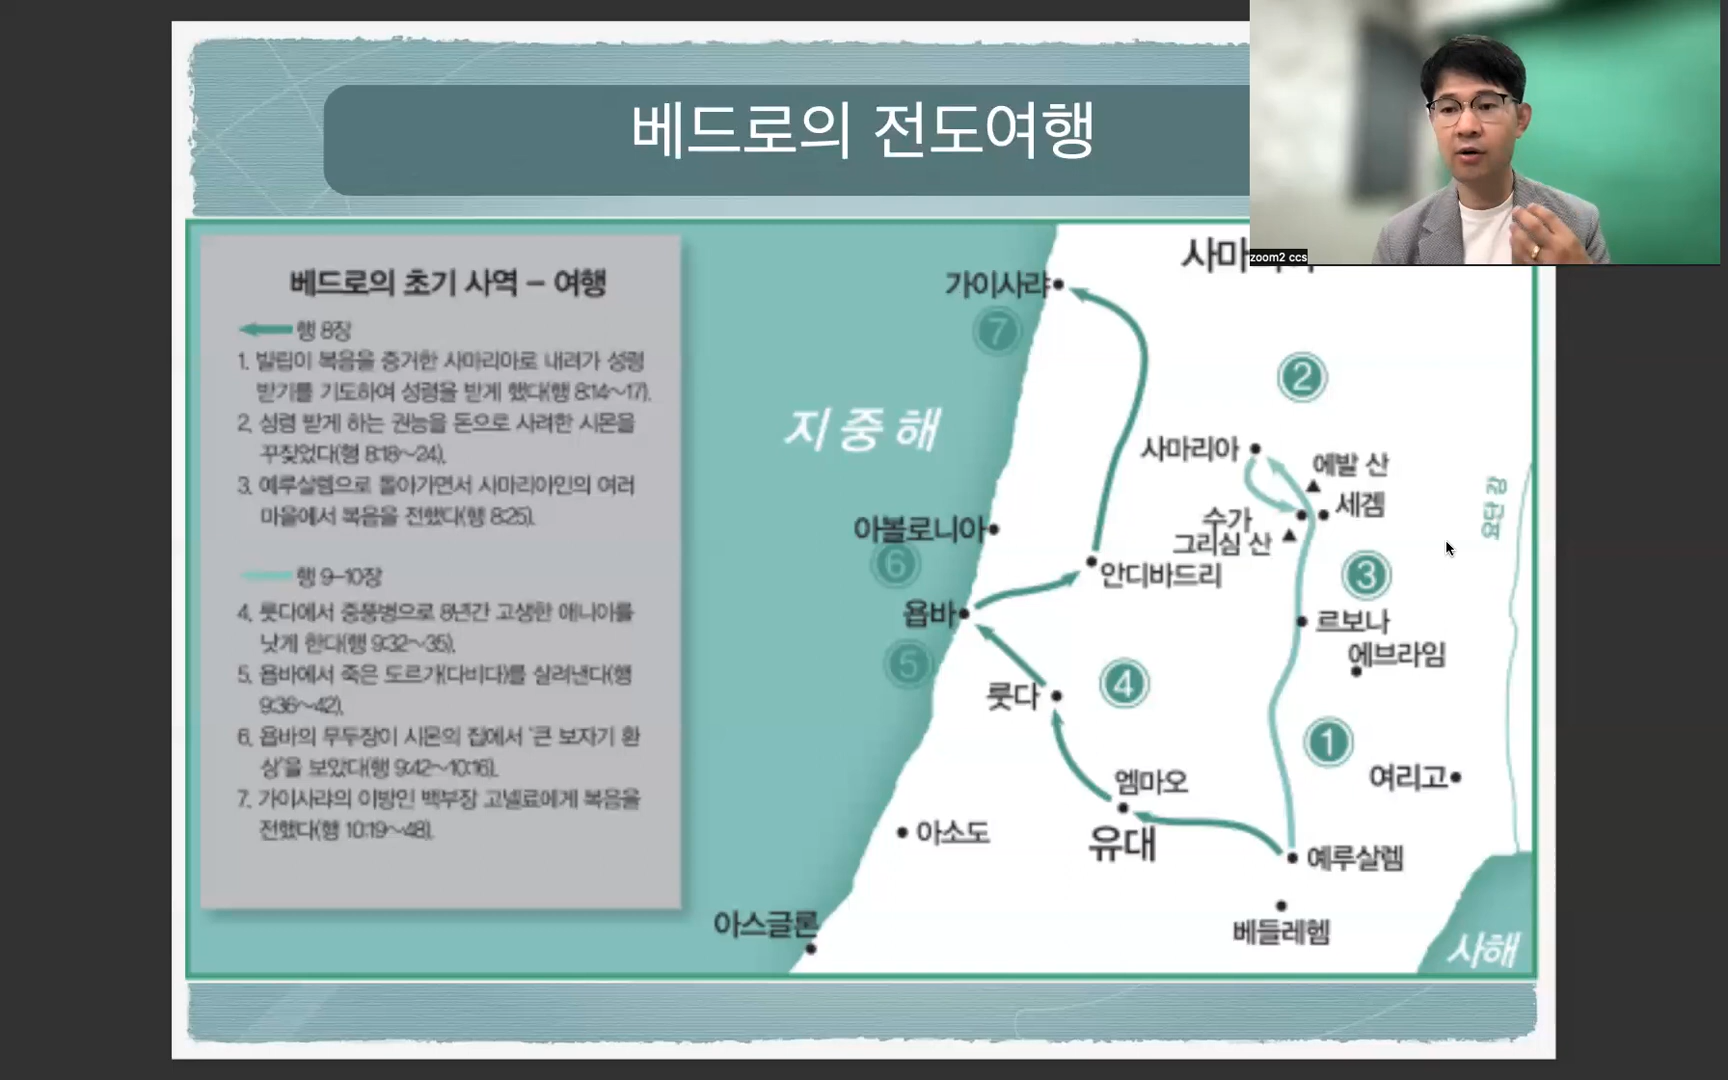 베드로의 전도여행
zoom2 ccs
베드로의 초기 사역 – 여행
행 8장
1. 빌립이 복음을 증거한 사마리아로 내려가 성령
받기를 기도하여 성령을 받게 했다(행 8:14~17).
2. 성령 받게 하는 권능을 돈으로 사려한 시몬을
꾸짖었다(행 8:18~24).
3. 예루살렘으로 돌아가면서 사마리아인의 여러
마을에서 복음을 전했다(행 8:25).
행 9-10장
4. 룻다에서 중풍병으로 8년간 고생한 애니아를
낫게 한다(행 9:32~35).
5. 욥바에서 죽은 도르가(다비다)를 살려낸다(행
9:36~42).
6. 욥바의 무두장이 시몬의 집에서 ‘큰 보자기 환
상’을 보았다(행 9:42~10:16).
7. 가이사랴의 이방인 백부장 고넬료에게 복음을
전했다(행 10:19~48).
가이사랴
7
지중해
2
사마리아
에발 산
세겜
수가
그리심 산
요단 강
아볼로니아
6
안디바드리
3
욥바
르보나
에브라임
5
룻다
4
1
엠마오
여리고
아소도
유대
예루살렘
아스글론
베들레헴
사해